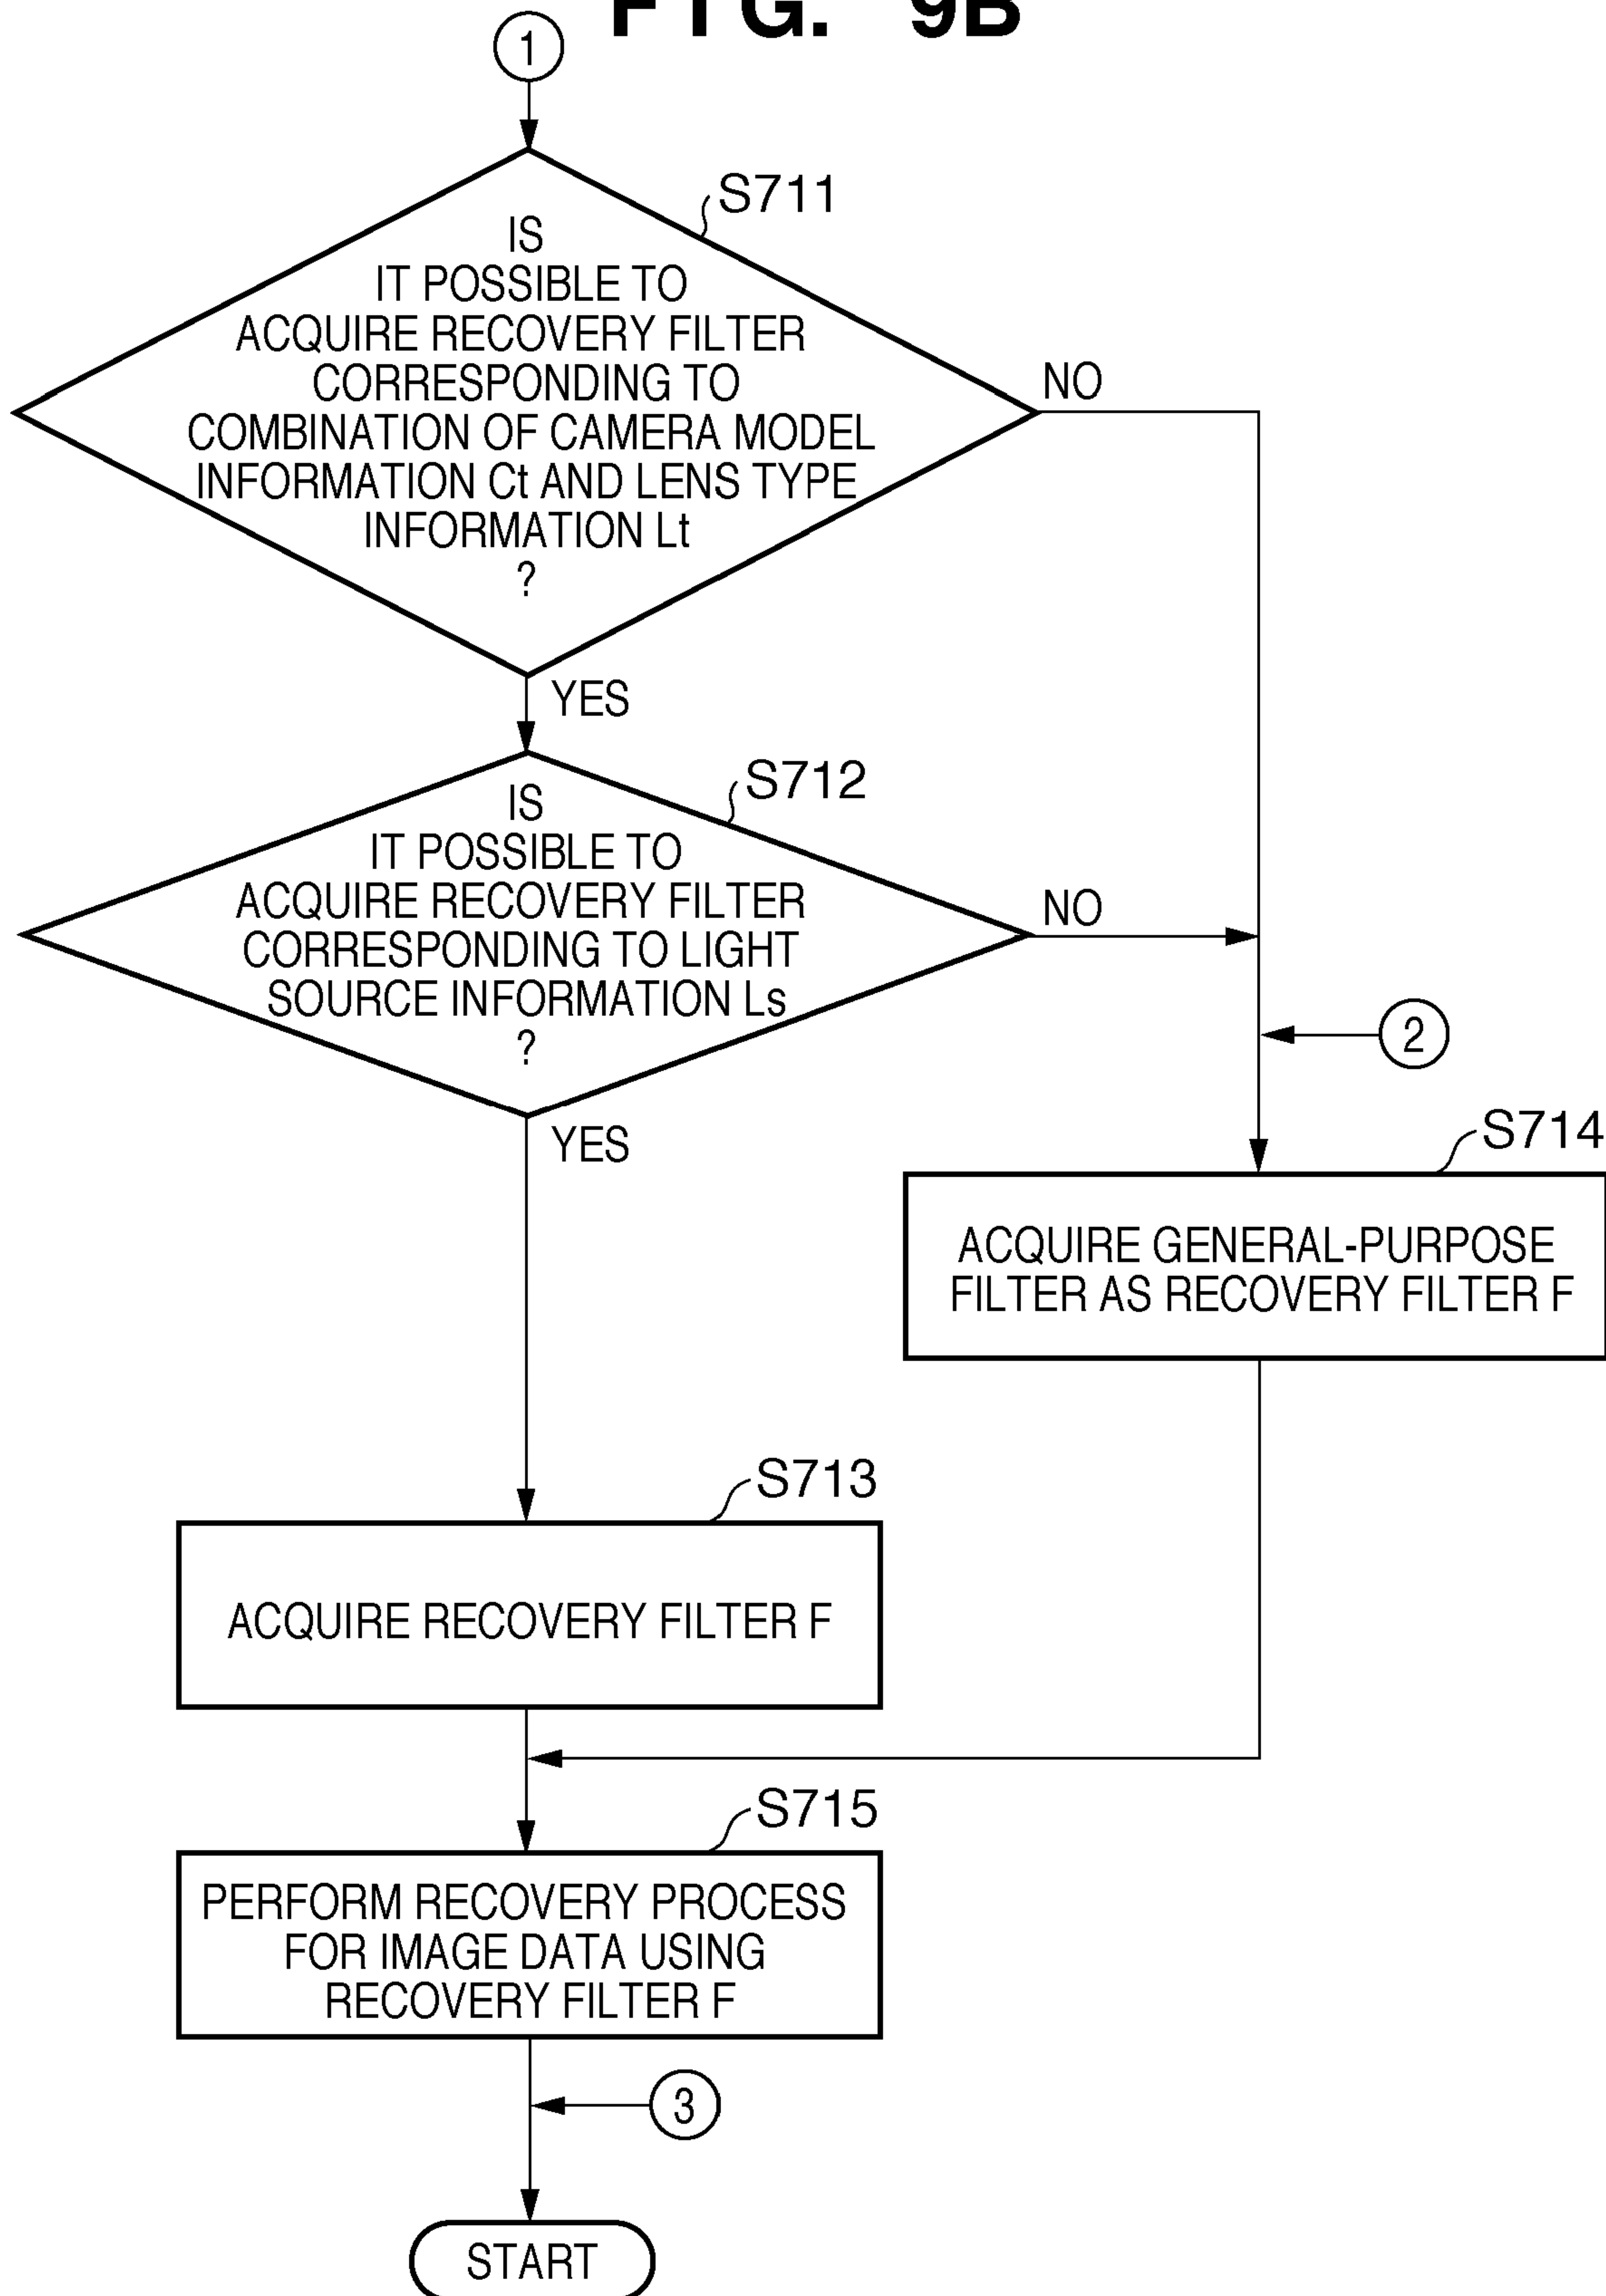 FIG. 9B
1
S711
IS
IT POSSIBLE TO
ACQUIRE RECOVERY FILTER
CORRESPONDING TO
COMBINATION OF CAMERA MODEL
INFORMATION Ct AND LENS TYPE
INFORMATION Lt
?
NO
YES
S712
IS
IT POSSIBLE TO
ACQUIRE RECOVERY FILTER
CORRESPONDING TO LIGHT
SOURCE INFORMATION Ls
?
NO
2
YES
S714
ACQUIRE GENERAL-PURPOSE
FILTER AS RECOVERY FILTER F
S713
ACQUIRE RECOVERY FILTER F
S715
PERFORM RECOVERY PROCESS
FOR IMAGE DATA USING
RECOVERY FILTER F
3
START